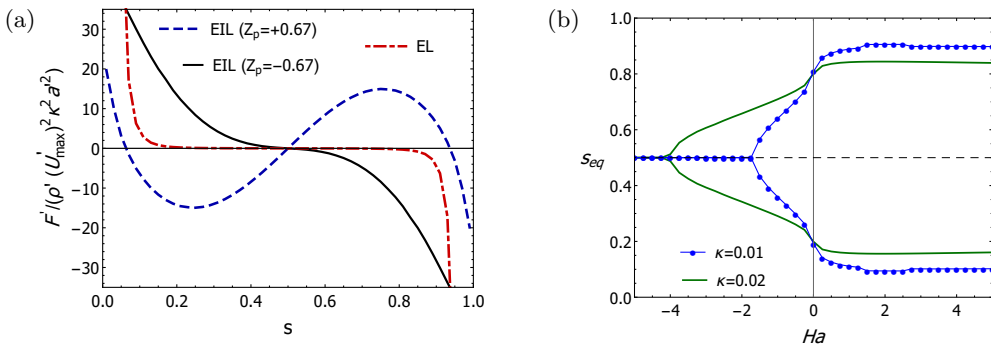 (a)
EIL (Zp=+0.67)
EIL (Zp=−0.67)
EL
F'/(ρ' (U'max)² κ² a'²)
30
20
10
0
−10
−20
−30
0.0 0.2 0.4 0.6 0.8 1.0
s
(b)
seq
1.0
0.8
0.6
0.4
0.2
0.0
κ=0.01
κ=0.02
−4 −2 0 2 4
Ha